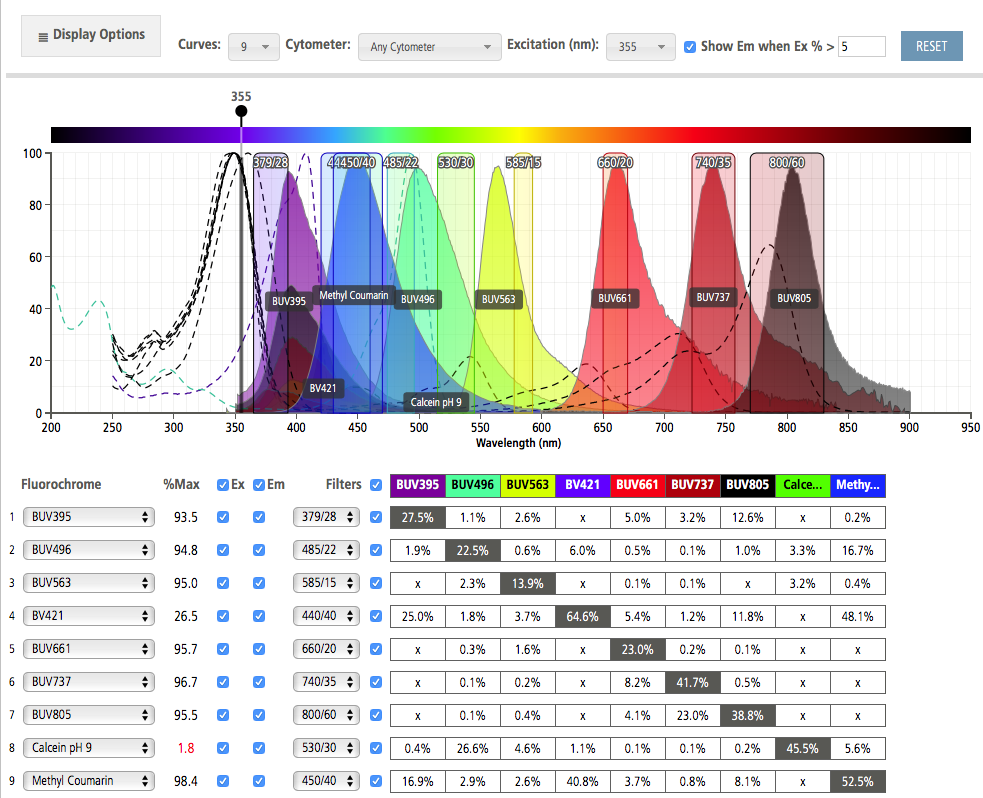 ≣ Display Options
Curves: 9 Cytometer: Any Cytometer Excitation (nm): 355 Show Em when Ex % > 5 RESET
355
100 379/28 440/40 450/40 485/22 530/30 585/15 660/20 740/35 800/60
80
60
BUV395 Methyl Coumarin BUV496 BUV563 BUV661 BUV737 BUV805
40
20
BV421 Calcein pH 9
0
200 250 300 350 400 450 500 550 600 650 700 750 800 850 900 950
Wavelength (nm)
Fluorochrome %Max Ex Em Filters BUV395 BUV496 BUV563 BV421 BUV661 BUV737 BUV805 Calce... Methy...
1 BUV395 93.5 379/28 27.5% 1.1% 2.6% x 5.0% 3.2% 12.6% x 0.2%
2 BUV496 94.8 485/22 1.9% 22.5% 0.6% 6.0% 0.5% 0.1% 1.0% 3.3% 16.7%
3 BUV563 95.0 585/15 x 2.3% 13.9% x 0.1% 0.1% x 3.2% 0.4%
4 BV421 26.5 440/40 25.0% 1.8% 3.7% 64.6% 5.4% 1.2% 11.8% x 48.1%
5 BUV661 95.7 660/20 x 0.3% 1.6% x 23.0% 0.2% 0.1% x x
6 BUV737 96.7 740/35 x 0.1% 0.2% x 8.2% 41.7% 0.5% x x
7 BUV805 95.5 800/60 x 0.1% 0.4% x 4.1% 23.0% 38.8% x x
8 Calcein pH 9 1.8 530/30 0.4% 26.6% 4.6% 1.1% 0.1% 0.1% 0.2% 45.5% 5.6%
9 Methyl Coumarin 98.4 450/40 16.9% 2.9% 2.6% 40.8% 3.7% 0.8% 8.1% x 52.5%